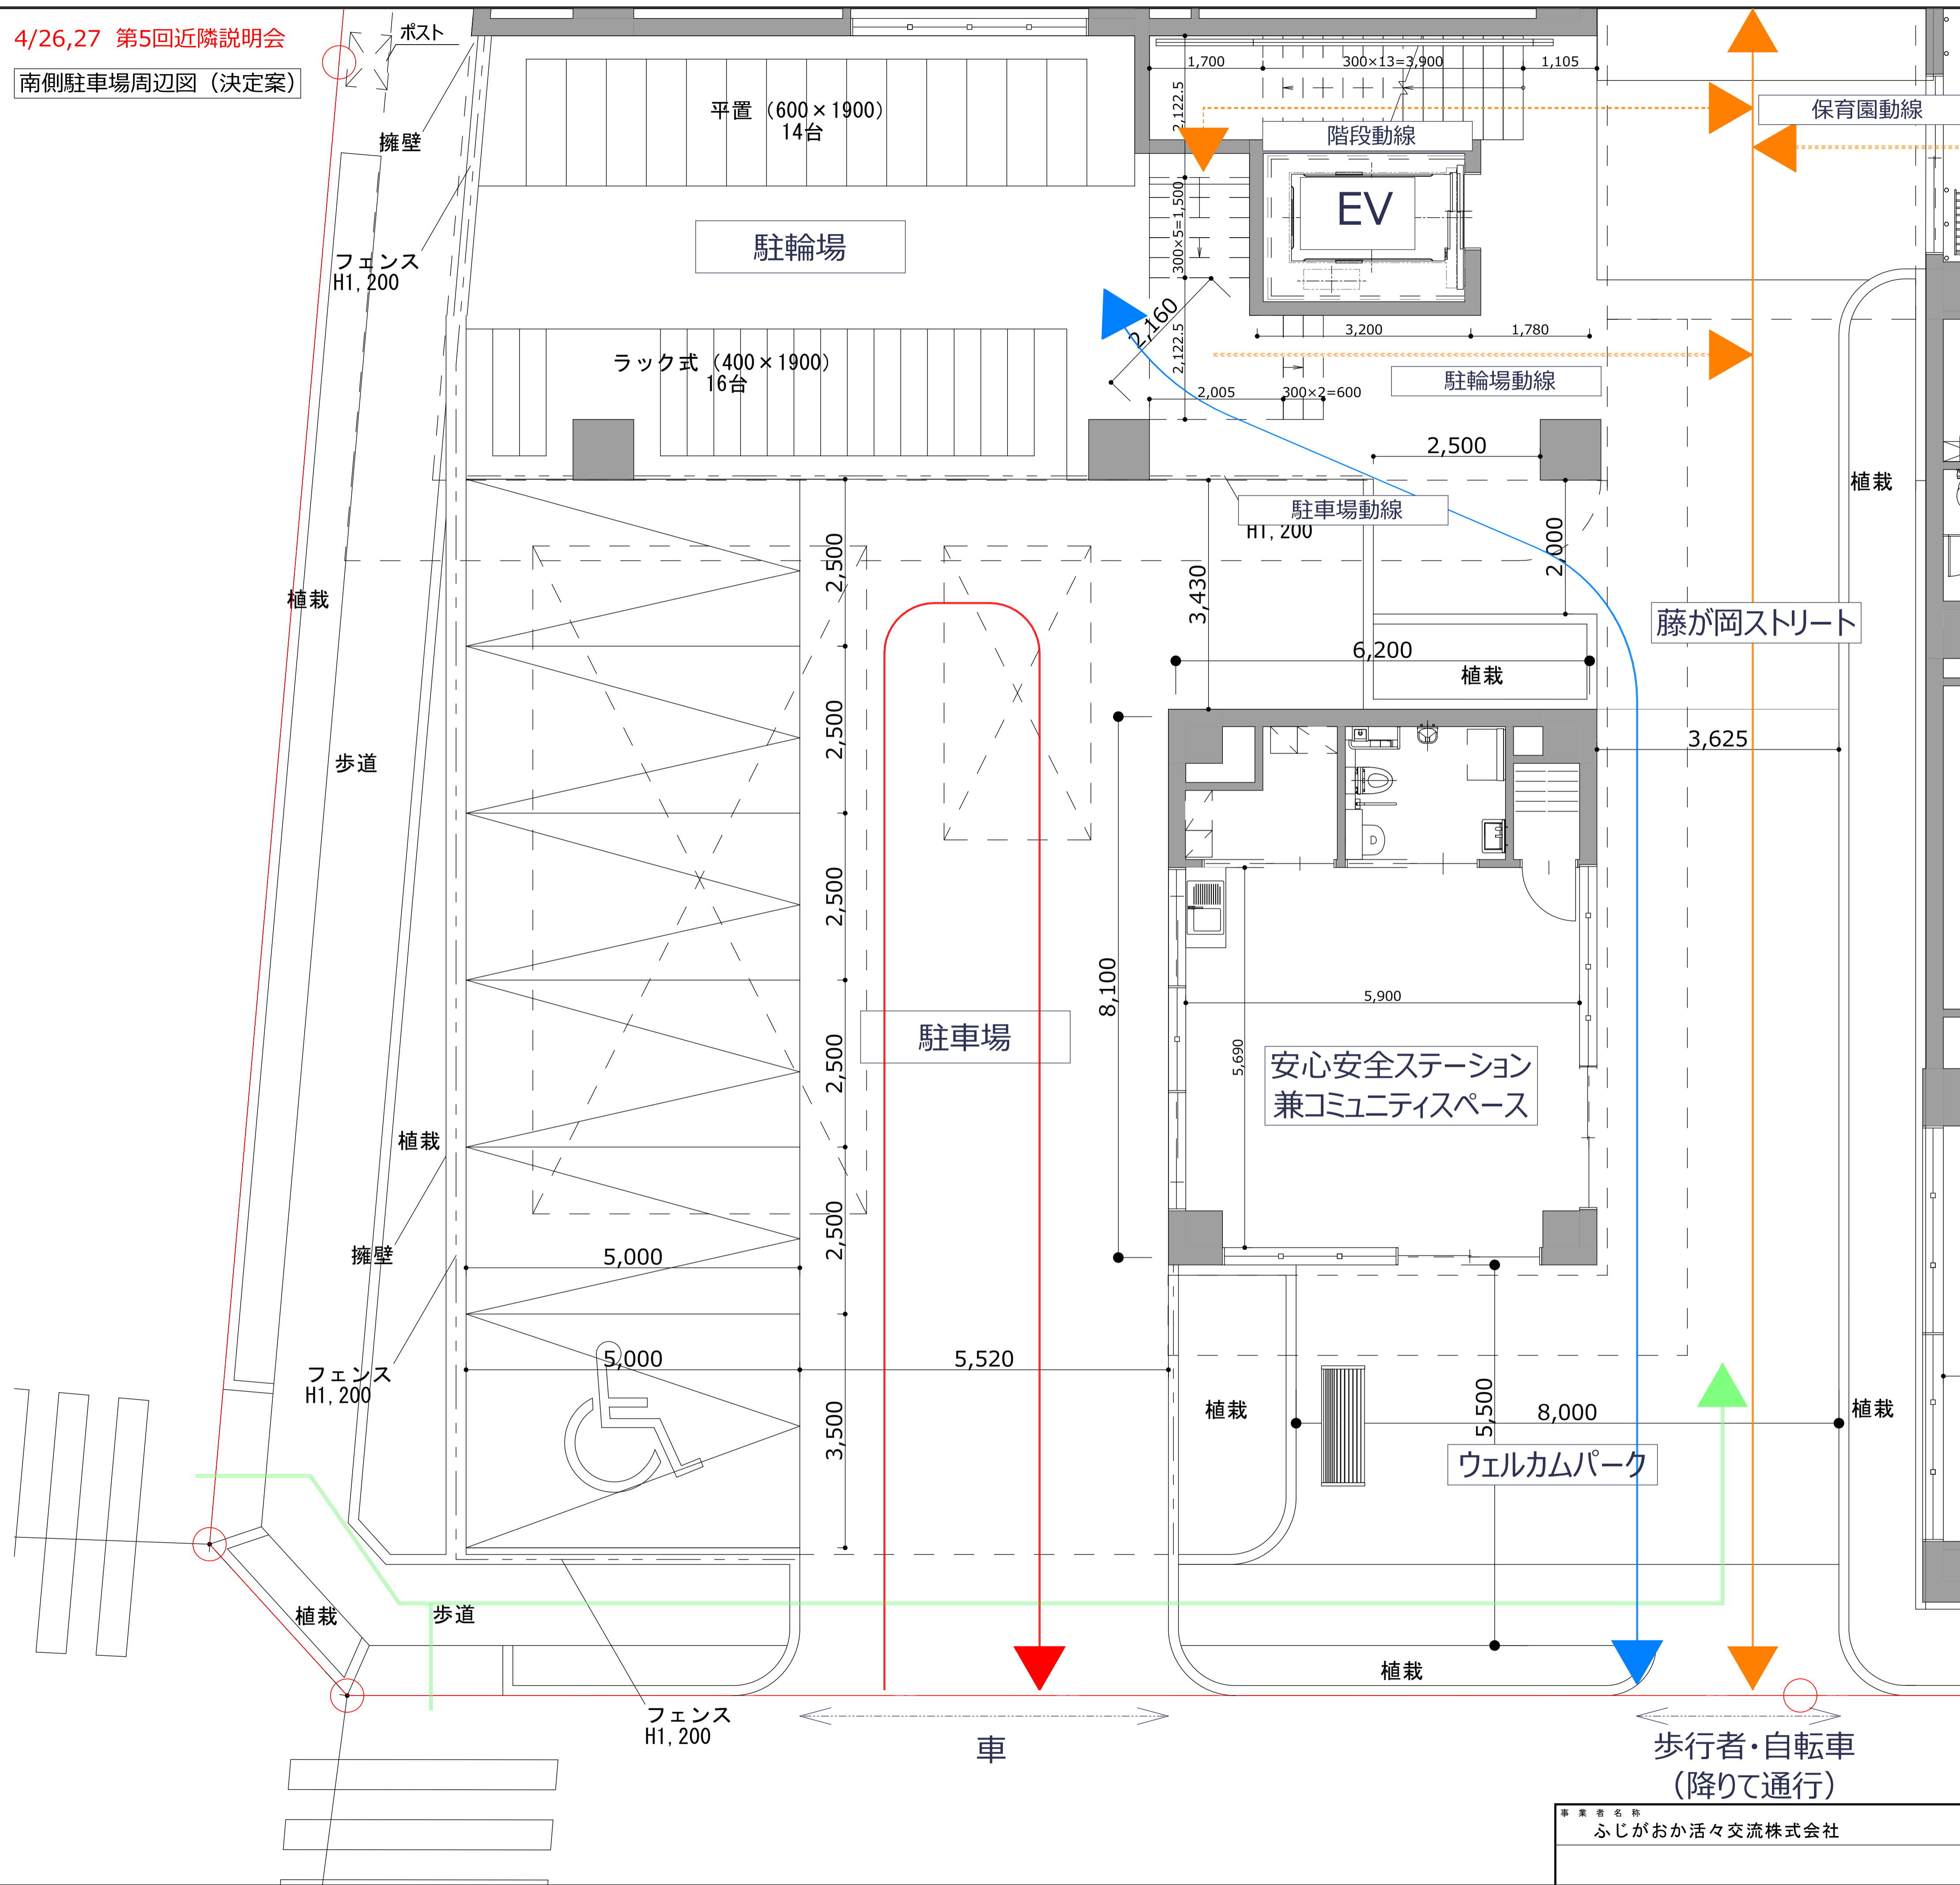 4/26,27 第5回近隣説明会
南側駐車場周辺図（決定案）
ポスト
擁壁
フェンス
H1,200
平置（600×1900）
14台
駐輪場
ラック式（400×1900）
16台
1,700
300×13=3,900
1,105
2,122.5
階段動線
保育園動線
EV
300×5=1,500
2,160
2,122.5
3,200
1,780
駐輪場動線
2,005
300×2=600
2,500
駐車場動線
H1,200
2,000
3,430
植栽
6,200
植栽
藤が岡ストリート
3,625
植栽
歩道
2,500
2,500
2,500
2,500
2,500
8,100
5,900
5,690
駐車場
安心安全ステーション
兼コミュニティスペース
植栽
擁壁
フェンス
H1,200
5,000
5,000
5,520
3,500
植栽
5,500
8,000
植栽
ウェルカムパーク
植栽
歩道
植栽
フェンス
H1,200
車
歩行者・自転車
（降りて通行）
事業者名称
ふじがおか活々交流株式会社